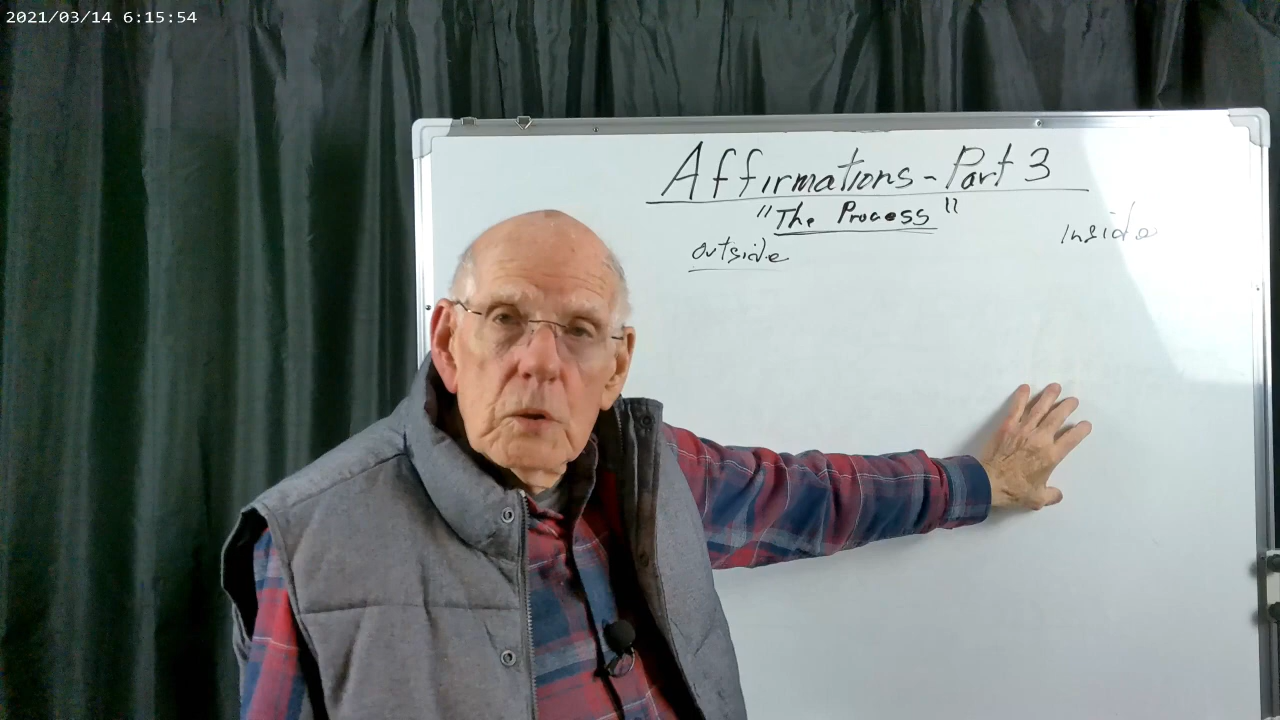 2021/03/14 6:15:54
Affirmations - Part 3
"The Process"
outside
Inside